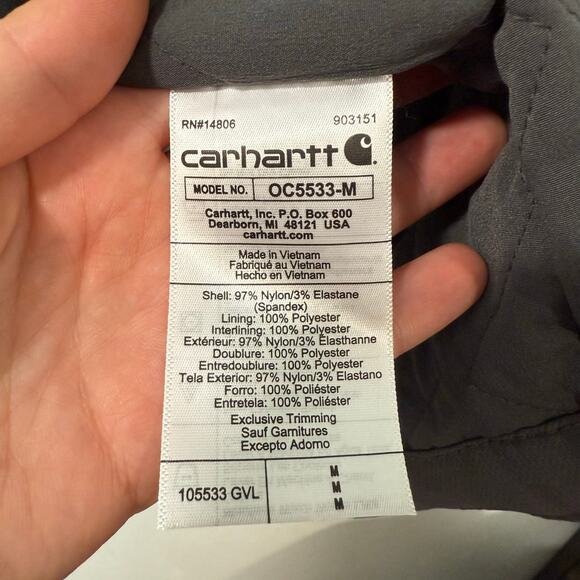 RN#14806 903151
carhartt
MODEL NO. OC5533-M
Carhartt, Inc. P.O. Box 600
Dearborn, MI 48121 USA
carhartt.com
Made in Vietnam
Fabriqué au Vietnam
Hecho en Vietnam
Shell: 97% Nylon/3% Elastane
(Spandex)
Lining: 100% Polyester
Interlining: 100% Polyester
Extérieur: 97% Nylon/3% Élasthanne
Doublure: 100% Polyester
Entredoublure: 100% Polyester
Tela Exterior: 97% Nylon/3% Elastano
Forro: 100% Poliéster
Entretela: 100% Poliéster
Exclusive Trimming
Sauf Garnitures
Excepto Adorno
105533 GVL
M
M
M